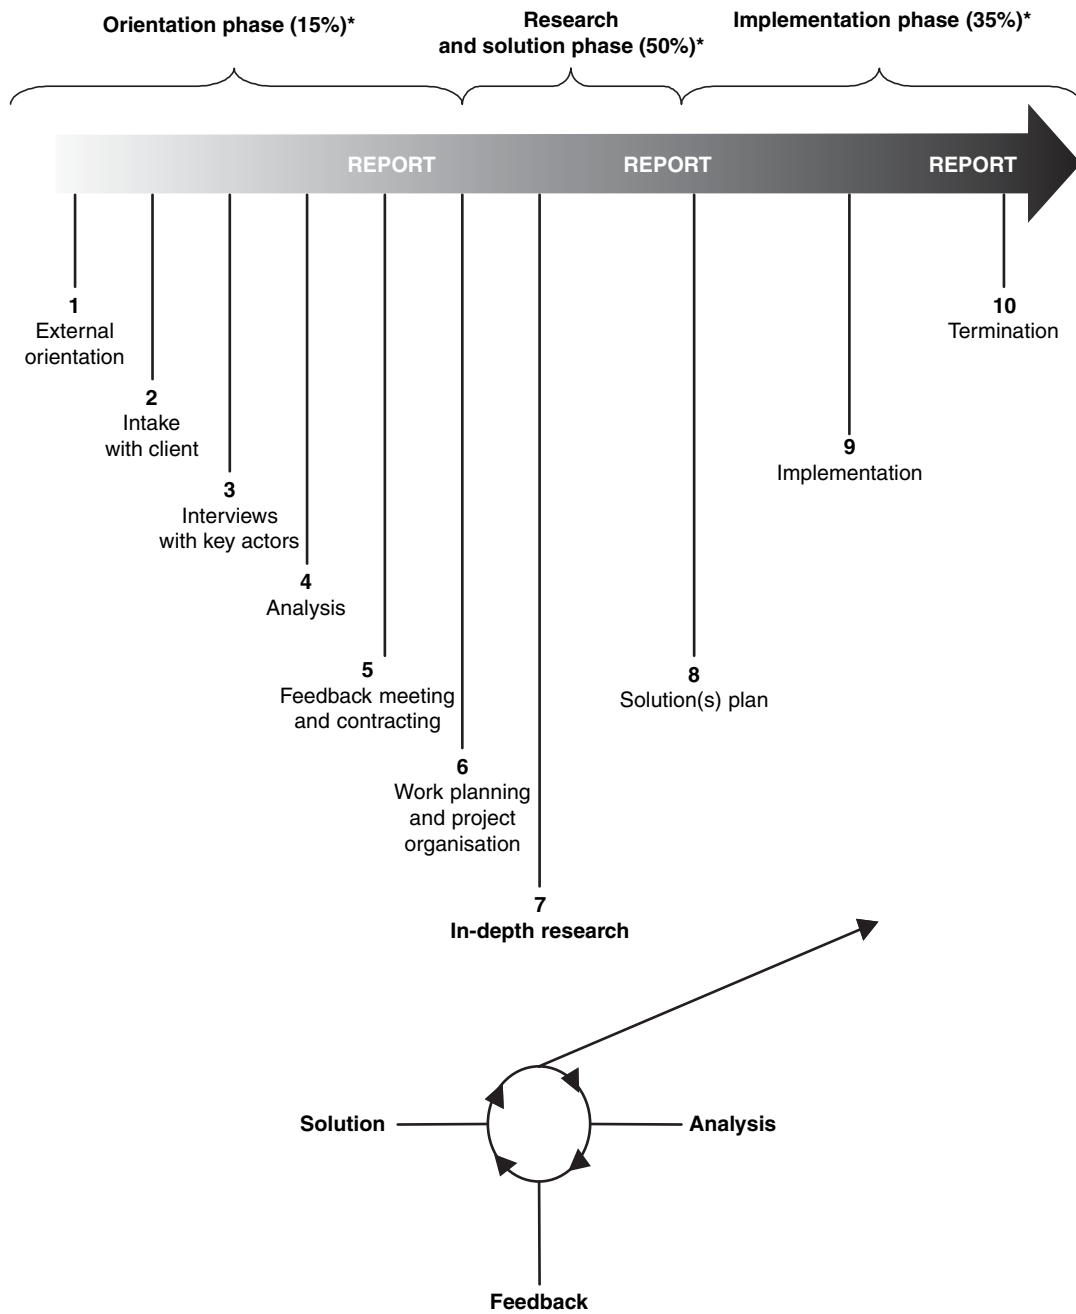 Orientation phase (15%)*
Research
and solution phase (50%)*
Implementation phase (35%)*
REPORT
REPORT
REPORT
1
External
orientation
2
Intake
with client
3
Interviews
with key actors
4
Analysis
5
Feedback meeting
and contracting
6
Work planning
and project
organisation
7
In-depth research
8
Solution(s) plan
9
Implementation
10
Termination
Solution
Analysis
Feedback